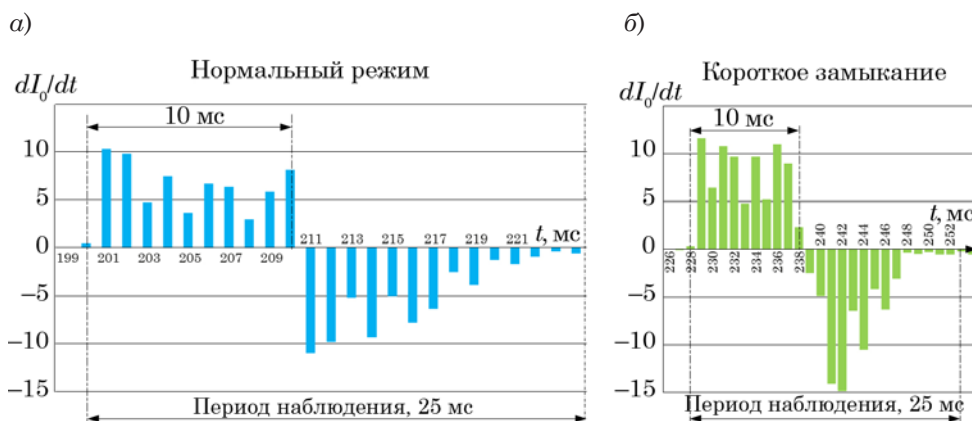 а)
б)
Нормальный режим
Короткое замыкание
dI₀/dt
dI₀/dt
10 мс
10 мс
10
5
0
−5
−10
−15
10
5
0
−5
−10
−15
t, мс
t, мс
199 201 203 205 207 209 211 213 215 217 219 221
226 228 230 232 234 236 238 240 242 244 246 248 250 252
Период наблюдения, 25 мс
Период наблюдения, 25 мс